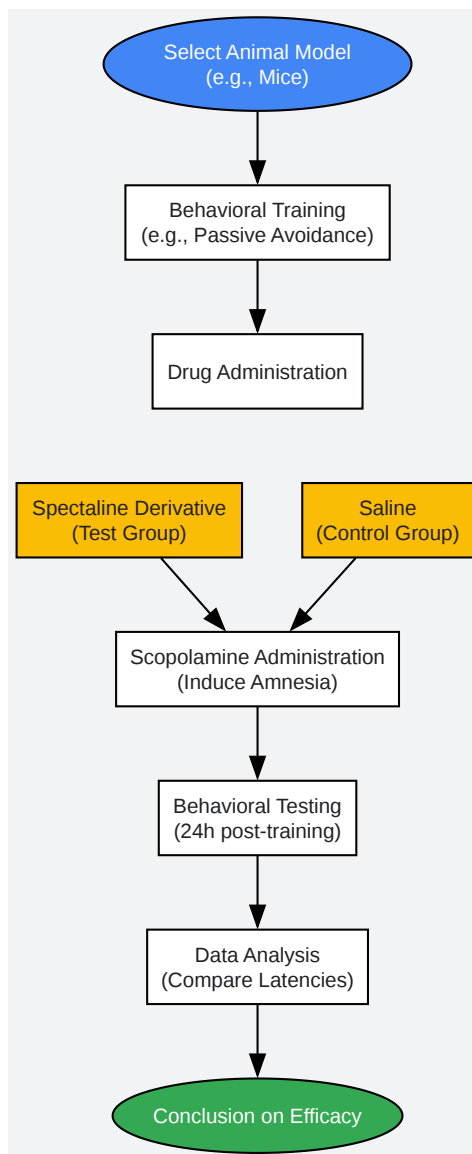 Select Animal Model
(e.g., Mice)
Behavioral Training
(e.g., Passive Avoidance)
Drug Administration
Spectaline Derivative
(Test Group)
Saline
(Control Group)
Scopolamine Administration
(Induce Amnesia)
Behavioral Testing
(24h post-training)
Data Analysis
(Compare Latencies)
Conclusion on Efficacy